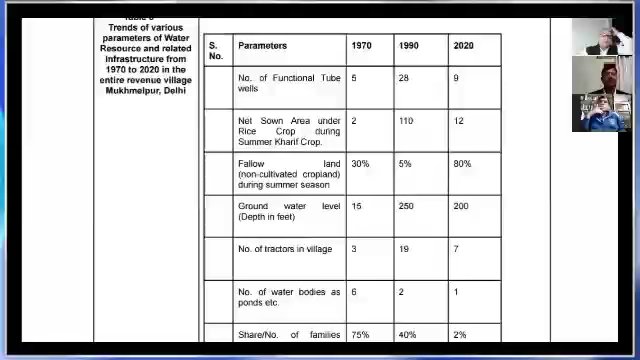 Table 6
Trends of various
parameters of Water
Resource and related
Infrastructure from
1970 to 2020 in the
entire revenue village
Mukhmelpur, Delhi
S. No. Parameters 1970 1990 2020
No. of Functional Tube wells 5 28 9
Net Sown Area under Rice Crop during Summer Kharif Crop. 2 110 12
Fallow land (non-cultivated cropland) during summer season 30% 5% 80%
Ground water level (Depth in feet) 15 250 200
No. of tractors in village 3 19 7
No. of water bodies as ponds etc. 6 2 1
Share/No. of families 75% 40% 2%